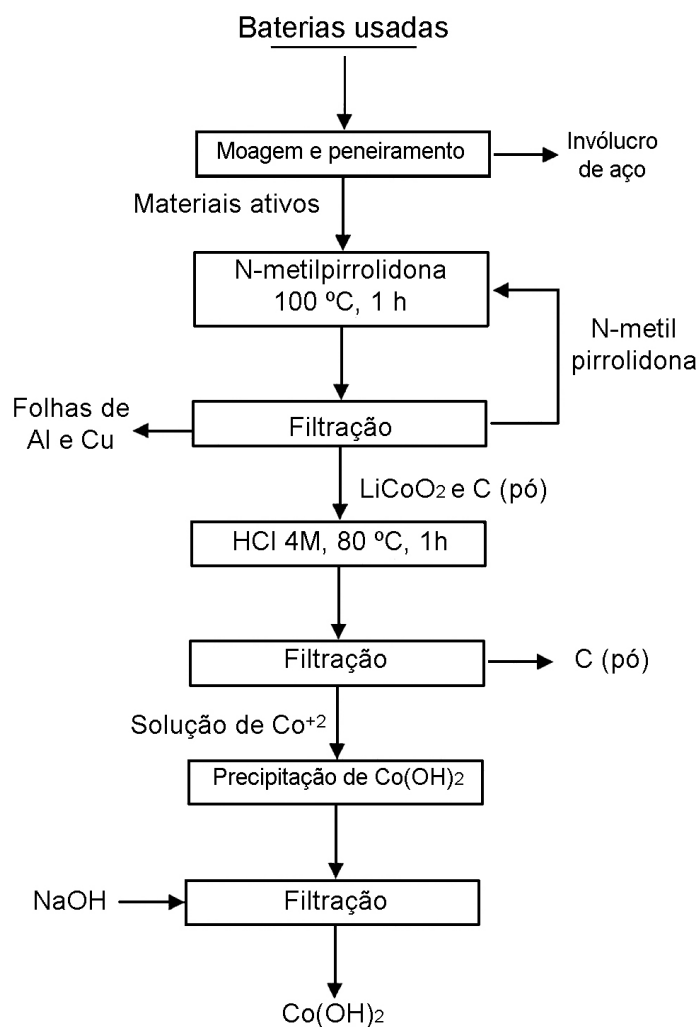 Baterias usadas
Moagem e peneiramento
Invólucro
de aço
Materiais ativos
N-metilpirrolidona
100 ºC, 1 h
N-metil
pirrolidona
Folhas de
Al e Cu
Filtração
LiCoO2 e C (pó)
HCl 4M, 80 ºC, 1h
Filtração
C (pó)
Solução de Co+2
Precipitação de Co(OH)2
NaOH
Filtração
Co(OH)2